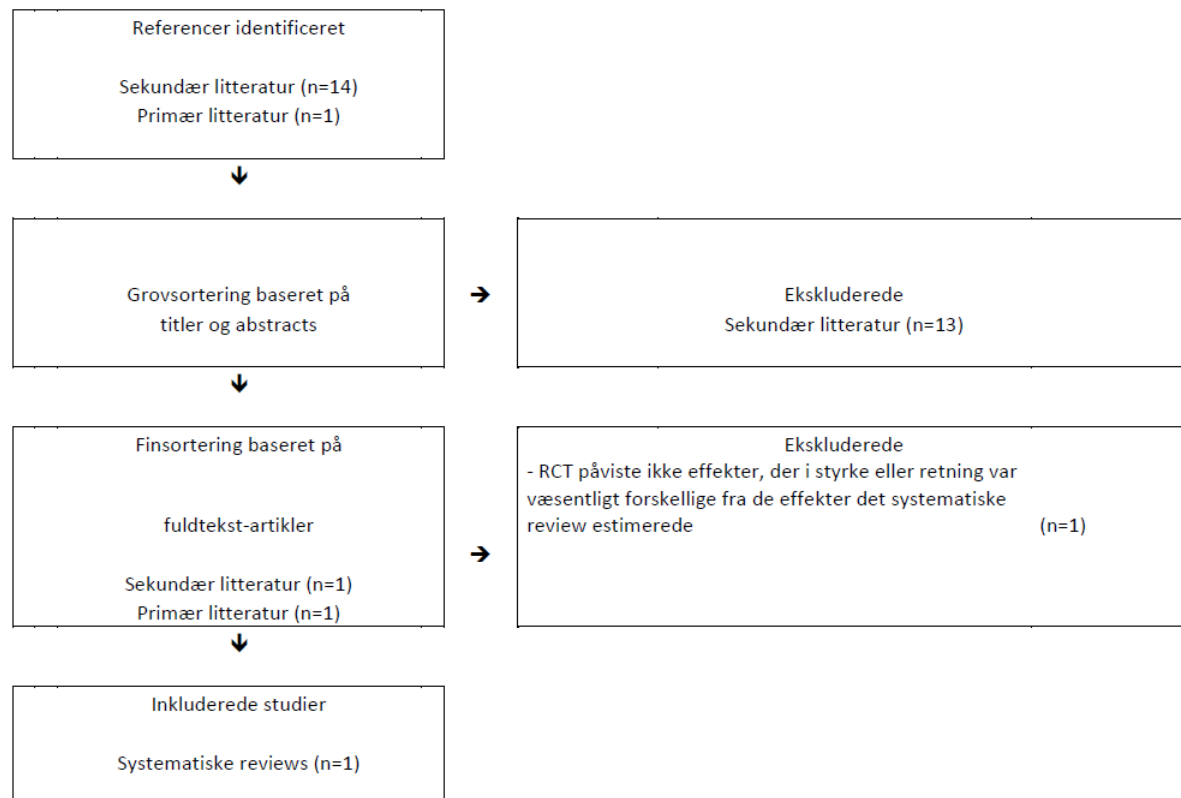 Referencer identificeret
Sekundær litteratur (n=14)
Primær litteratur (n=1)
Grovsortering baseret på
titler og abstracts
Ekskluderede
Sekundær litteratur (n=13)
Finsortering baseret på
fuldtekst-artikler
Sekundær litteratur (n=1)
Primær litteratur (n=1)
Ekskluderede
- RCT påviste ikke effekter, der i styrke eller retning var
væsentligt forskellige fra de effekter det systematiske
review estimerede (n=1)
Inkluderede studier
Systematiske reviews (n=1)